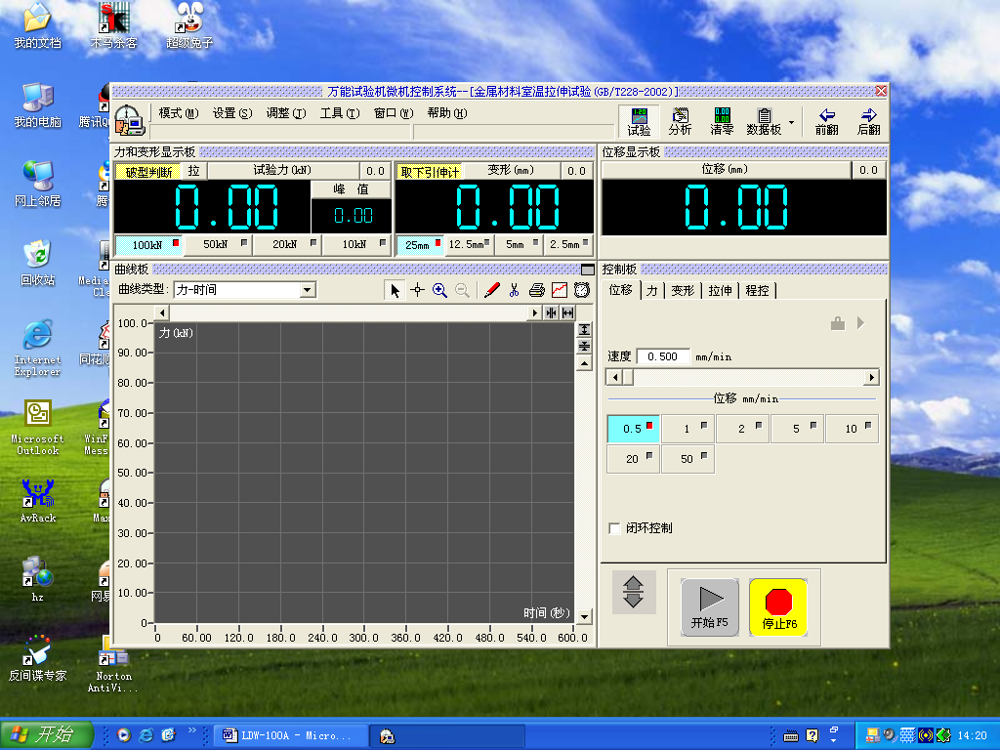 我的文档
木马杀客
超级兔子
我的电脑
腾讯Q
网上邻居
腾
回收站
Media
Cla
Internet
Explorer
同花顺
Microsoft
Outlook
WinF
Mess
AvRack
Max
hz
网易
反间谍专家
Norton
AntiVi...
万能试验机微机控制系统--[金属材料室温拉伸试验(GB/T228-2002)]
模式(M) 设置(S) 调整(J) 工具(T) 窗口(W) 帮助(H)
试验 分析 清零 数据板 前翻 后翻
力和变形显示板
破型判断 拉 试验力(kN) 0.0
0.00
峰 值
0.00
100kN 50kN 20kN 10kN
取下引伸计 变形(mm) 0.0
0.00
25mm 12.5mm 5mm 2.5mm
位移显示板
位移(mm) 0.0
0.00
曲线板
曲线类型: 力-时间
力(kN)
100.0
90.00
80.00
70.00
60.00
50.00
40.00
30.00
20.00
10.00
0
时间(秒)
0 60.00 120.0 180.0 240.0 300.0 360.0 420.0 480.0 540.0 600.0
控制板
位移 力 变形 拉伸 程控
速度 0.500 mm/min
位移 mm/min
0.5 1 2 5 10
20 50
闭环控制
开始F5 停止F6
开始
LDW-100A - Micro...
14:20